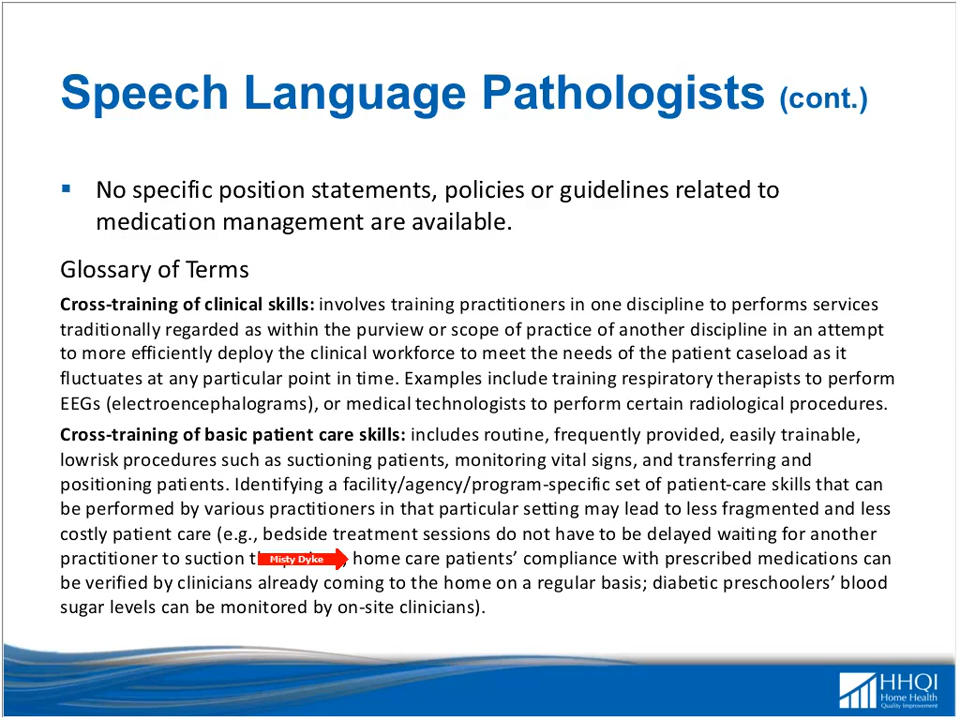 Speech Language Pathologists (cont.)
▪ No specific position statements, policies or guidelines related to
medication management are available.
Glossary of Terms
Cross-training of clinical skills: involves training practitioners in one discipline to performs services
traditionally regarded as within the purview or scope of practice of another discipline in an attempt
to more efficiently deploy the clinical workforce to meet the needs of the patient caseload as it
fluctuates at any particular point in time. Examples include training respiratory therapists to perform
EEGs (electroencephalograms), or medical technologists to perform certain radiological procedures.
Cross-training of basic patient care skills: includes routine, frequently provided, easily trainable,
lowrisk procedures such as suctioning patients, monitoring vital signs, and transferring and
positioning patients. Identifying a facility/agency/program-specific set of patient-care skills that can
be performed by various practitioners in that particular setting may lead to less fragmented and less
costly patient care (e.g., bedside treatment sessions do not have to be delayed waiting for another
practitioner to suction Misty Dyke home care patients' compliance with prescribed medications can
be verified by clinicians already coming to the home on a regular basis; diabetic preschoolers' blood
sugar levels can be monitored by on-site clinicians).
HHQI
Home Health
Quality Improvement